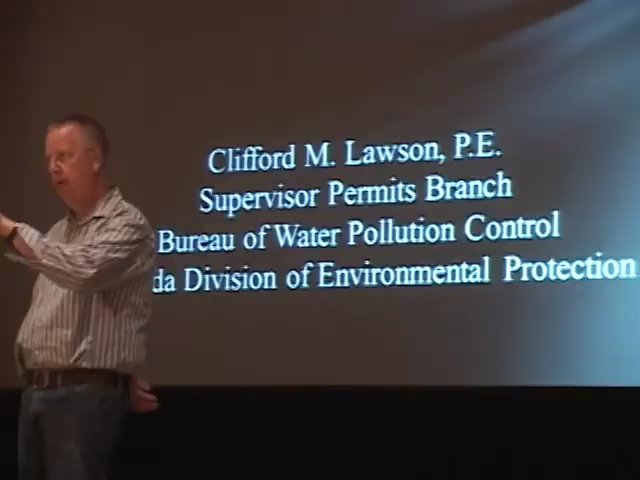 Clifford M. Lawson, P.E.
Supervisor Permits Branch
Bureau of Water Pollution Control
da Division of Environmental Protection